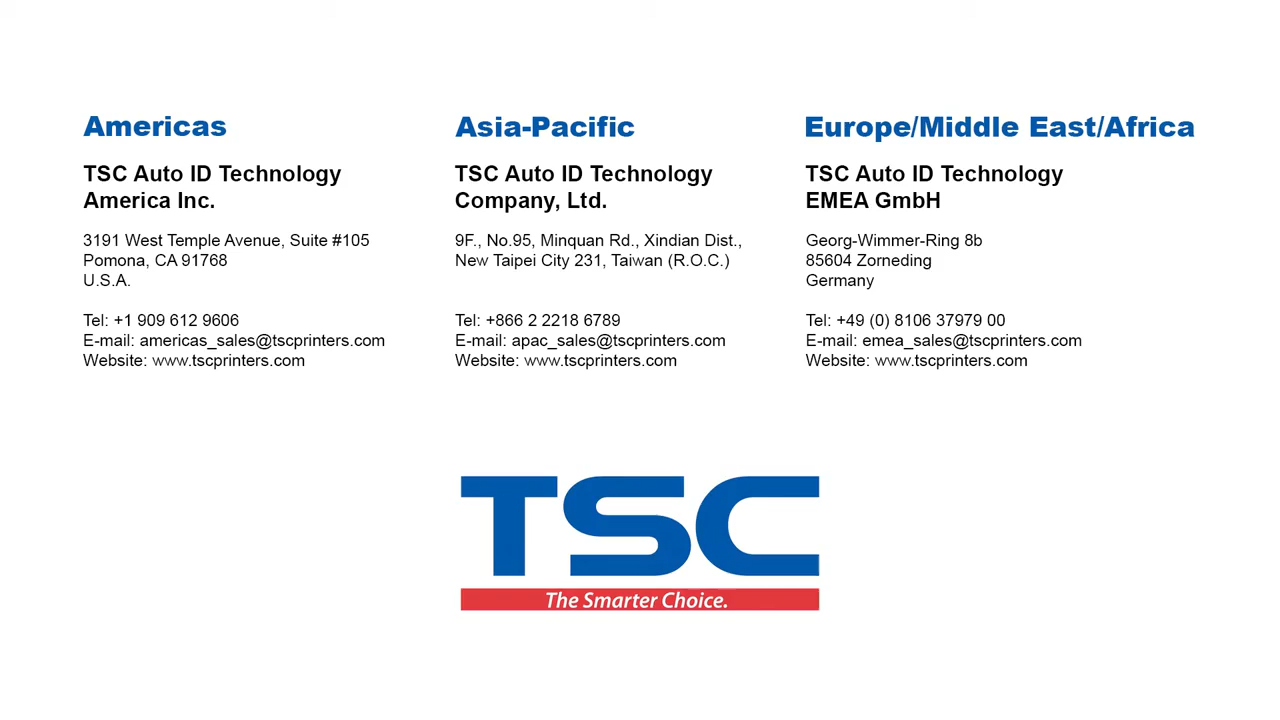 Americas
TSC Auto ID Technology
America Inc.
3191 West Temple Avenue, Suite #105
Pomona, CA 91768
U.S.A.
Tel: +1 909 612 9606
E-mail: americas_sales@tscprinters.com
Website: www.tscprinters.com
Asia-Pacific
TSC Auto ID Technology
Company, Ltd.
9F., No.95, Minquan Rd., Xindian Dist.,
New Taipei City 231, Taiwan (R.O.C.)
Tel: +866 2 2218 6789
E-mail: apac_sales@tscprinters.com
Website: www.tscprinters.com
Europe/Middle East/Africa
TSC Auto ID Technology
EMEA GmbH
Georg-Wimmer-Ring 8b
85604 Zorneding
Germany
Tel: +49 (0) 8106 37979 00
E-mail: emea_sales@tscprinters.com
Website: www.tscprinters.com
TSC
The Smarter Choice.